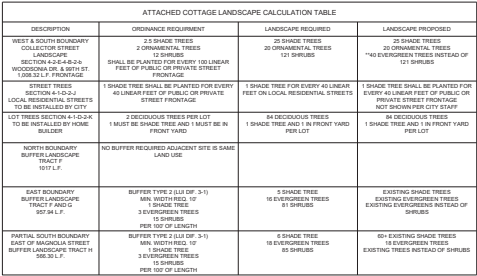 ATTACHED COTTAGE LANDSCAPE CALCULATION TABLE
DESCRIPTION
ORDINANCE REQUIRMENT
LANDSCAPE REQUIRED
LANDSCAPE PROPOSED
WEST & SOUTH BOUNDARY
COLLECTOR STREET
LANDSCAPE
SECTION 4-2-E-4-B-2-b
WOODSONIA DR. & 99TH ST.
1,008.32 L.F. FRONTAGE
2.5 SHADE TREES
2 ORNAMENTAL TREES
12 SHRUBS
SHALL BE PLANTED FOR EVERY 100 LINEAR
FEET OF PUBLIC OR PRIVATE STREET
FRONTAGE
25 SHADE TREES
20 ORNAMENTAL TREES
121 SHRUBS
25 SHADE TREES
20 ORNAMENTAL TREES
**40 EVERGREEN TREES INSTEAD OF
121 SHRUBS
STREET TREES
SECTION 4-1-D-2-J
LOCAL RESIDENTIAL STREETS
TO BE INSTALLED BY CITY
1 SHADE TREE SHALL BE PLANTED FOR EVERY
40 LINEAR FEET OF PUBLIC OR PRIVATE
STREET FRONTAGE
1 SHADE TREE FOR EVERY 40 LINEAR
FEET ON LOCAL RESIDENTIAL STREETS
1 SHADE TREE SHALL BE PLANTED FOR
EVERY 40 LINEAR FEET OF PUBLIC OR
PRIVATE STREET FRONTAGE
NOT SHOWN PER CITY STAFF
LOT TREES SECTION 4-1-D-2-K
TO BE INSTALLED BY HOME
BUILDER
2 DECIDUOUS TREES PER LOT
1 MUST BE SHADE TREE AND 1 MUST BE IN
FRONT YARD
84 DECIDUOUS TREES
1 SHADE TREE AND 1 IN FRONT YARD
PER LOT
84 DECIDUOUS TREES
1 SHADE TREE AND 1 IN FRONT YARD
PER LOT
NORTH BOUNDARY
BUFFER LANDSCAPE
TRACT F
1017 L.F.
NO BUFFER REQUIRED ADJACENT SITE IS SAME
LAND USE
EAST BOUNDARY
BUFFER LANDSCAPE
TRACT F AND G
957.94 L.F.
BUFFER TYPE 2 (LUI DIF. 3-1)
MIN. WIDTH REQ. 10'
1 SHADE TREE
3 EVERGREEN TREES
15 SHRUBS
PER 100' OF LENGTH
5 SHADE TREE
16 EVERGREEN TREES
81 SHRUBS
EXISTING SHADE TREES
EXISTING EVERGREEN TREES
EXISTING EVERGREENS INSTEAD OF
SHRUBS
PARTIAL SOUTH BOUNDARY
EAST OF MAGNOLIA STREET
BUFFER LANDSCAPE TRACT H
566.30 L.F.
BUFFER TYPE 2 (LUI DIF. 3-1)
MIN. WIDTH REQ. 10'
1 SHADE TREE
3 EVERGREEN TREES
15 SHRUBS
PER 100' OF LENGTH
6 SHADE TREE
18 EVERGREEN TREES
85 SHRUBS
60+ EXISTING SHADE TREES
18 EVERGREEN TREES
EXISTING TREES INSTEAD OF SHRUBS